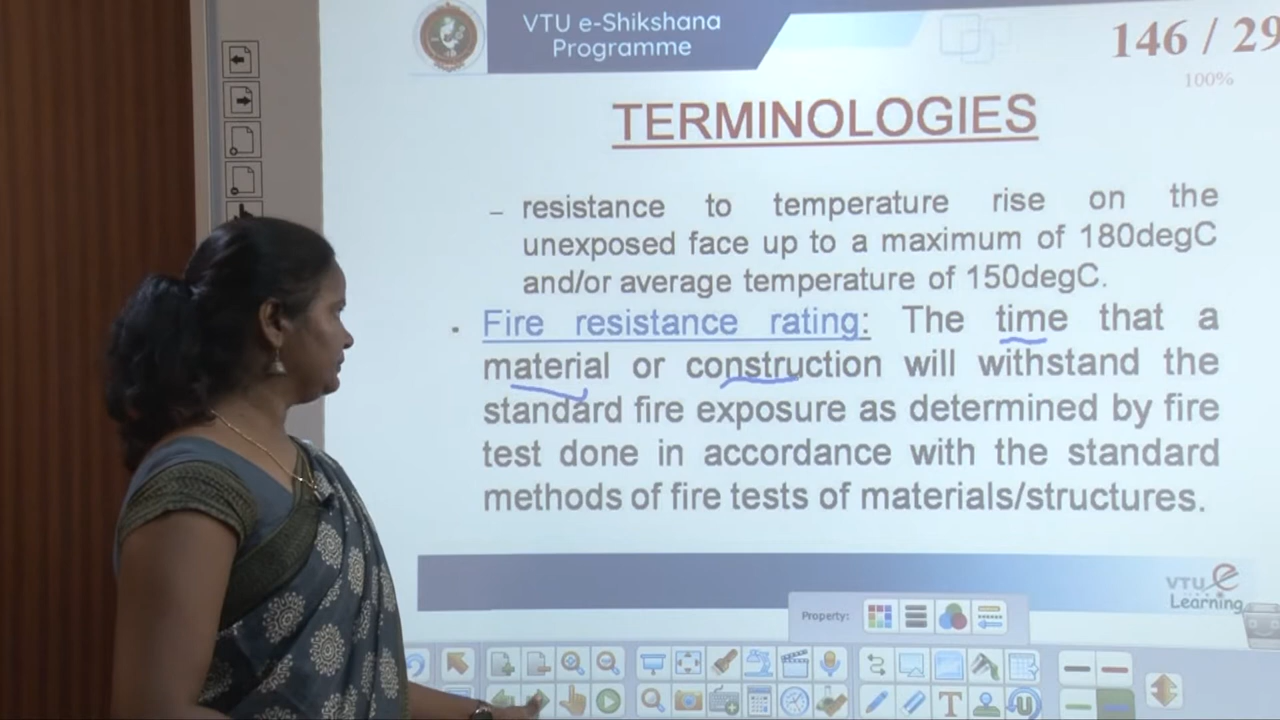 VTU e-Shikshana
Programme
146 / 29
100%
TERMINOLOGIES
– resistance to temperature rise on the
unexposed face up to a maximum of 180degC
and/or average temperature of 150degC.
· Fire resistance rating: The time that a
material or construction will withstand the
standard fire exposure as determined by fire
test done in accordance with the standard
methods of fire tests of materials/structures.
VTU e
Learning
Property: